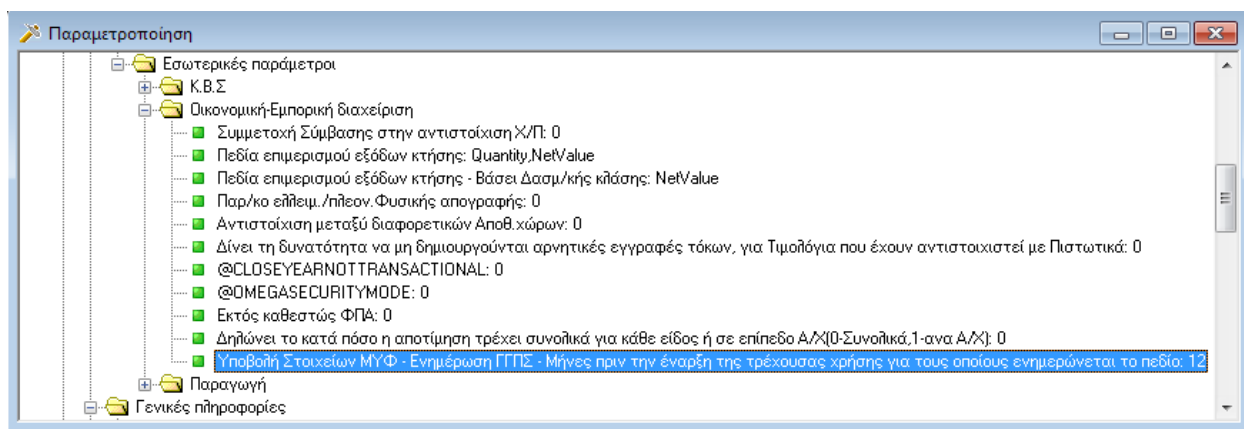 Παραμετροποίηση
Εσωτερικές παράμετροι
Κ.Β.Σ
Οικονομική-Εμπορική διαχείριση
Συμμετοχή Σύμβασης στην αντιστοίχιση Χ/Π: 0
Πεδία επιμερισμού εξόδων κτήσης: Quantity,NetValue
Πεδία επιμερισμού εξόδων κτήσης - Βάσει Δασμ/κής κλάσης: NetValue
Παρ/κο ελλειμ./πλεον.Φυσικής απογραφής: 0
Αντιστοίχιση μεταξύ διαφορετικών Αποθ.χώρων: 0
Δίνει τη δυνατότητα να μη δημιουργούνται αρνητικές εγγραφές τόκων, για Τιμολόγια που έχουν αντιστοιχιστεί με Πιστωτικά: 0
@CLOSEYEARNOTTRANSACTIONAL: 0
@OMEGASECURITYMODE: 0
Εκτός καθεστώς ΦΠΑ: 0
Δηλώνει το κατά πόσο η αποτίμηση τρέχει συνολικά για κάθε είδος ή σε επίπεδο Α/Χ(0-Συνολικά,1-ανα Α/Χ): 0
Υποβολή Στοιχείων ΜΥΦ - Ενημέρωση ΓΓΠΣ - Μήνες πριν την έναρξη της τρέχουσας χρήσης για τους οποίους ενημερώνεται το πεδίο: 12
Παραγωγή
Γενικές πληροφορίες